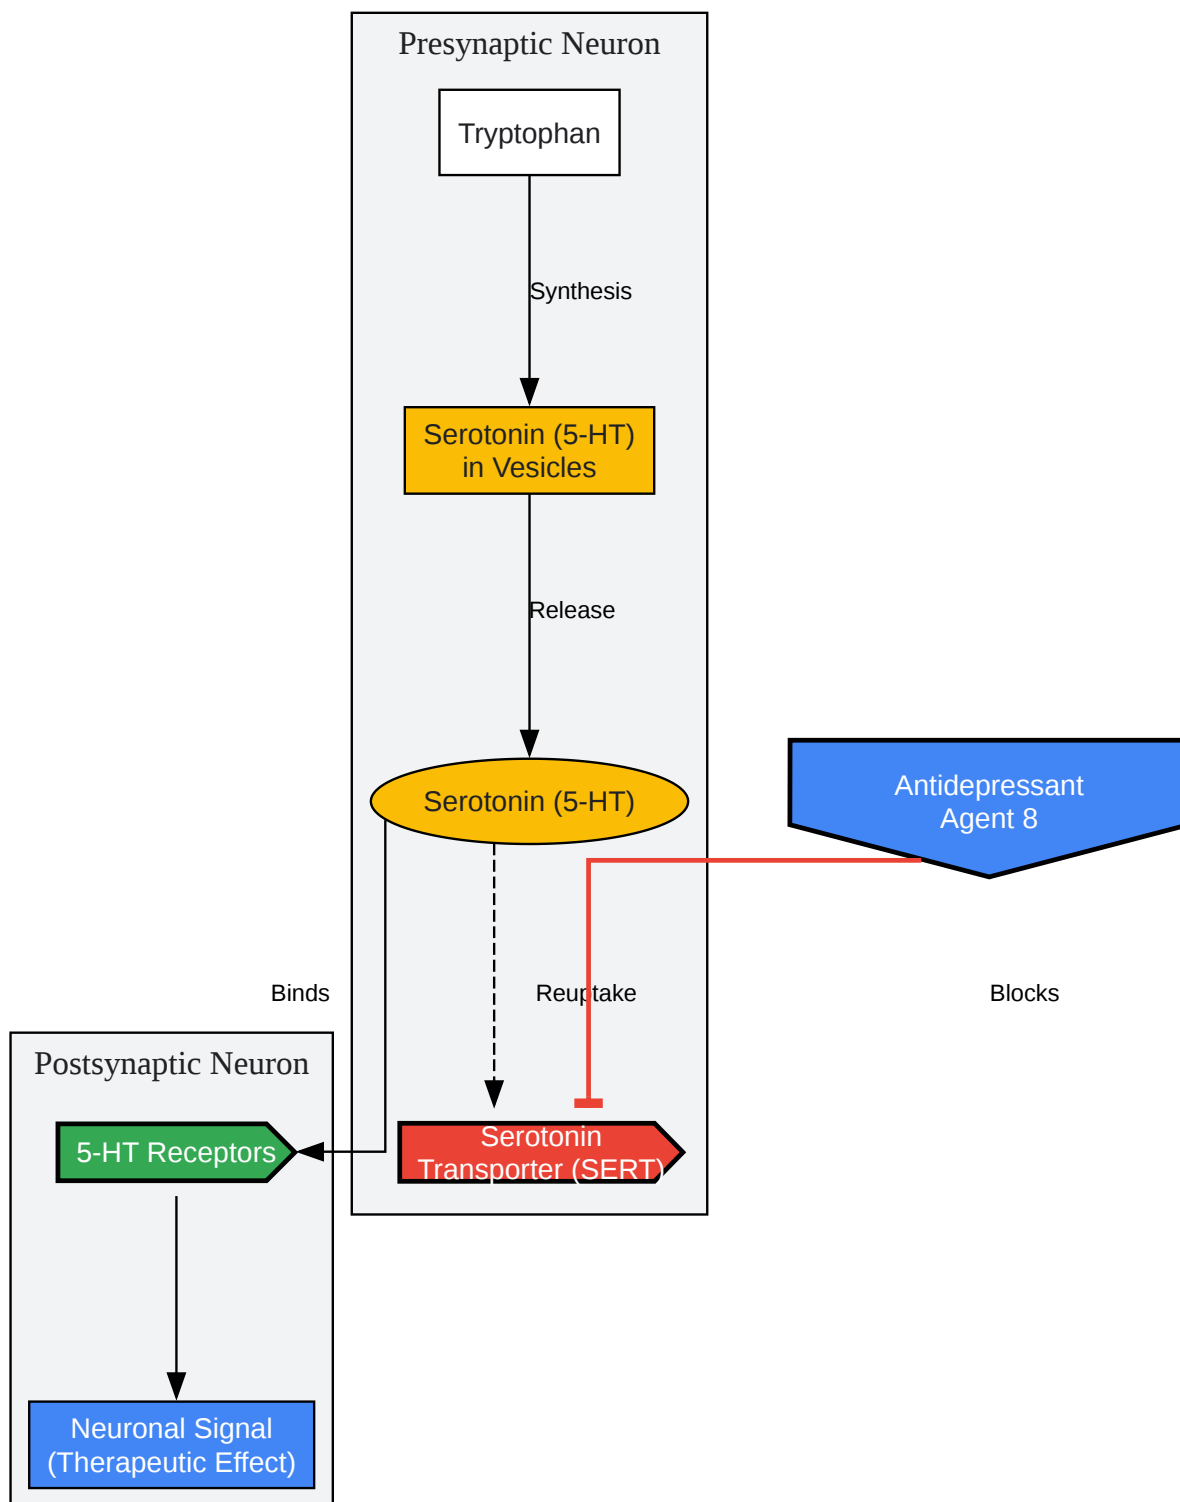 Presynaptic Neuron
Tryptophan
Synthesis
Serotonin (5-HT)
in Vesicles
Release
Serotonin (5-HT)
Antidepressant
Agent 8
Binds
Reuptake
Blocks
Postsynaptic Neuron
5-HT Receptors
Serotonin
Transporter (SERT)
Neuronal Signal
(Therapeutic Effect)